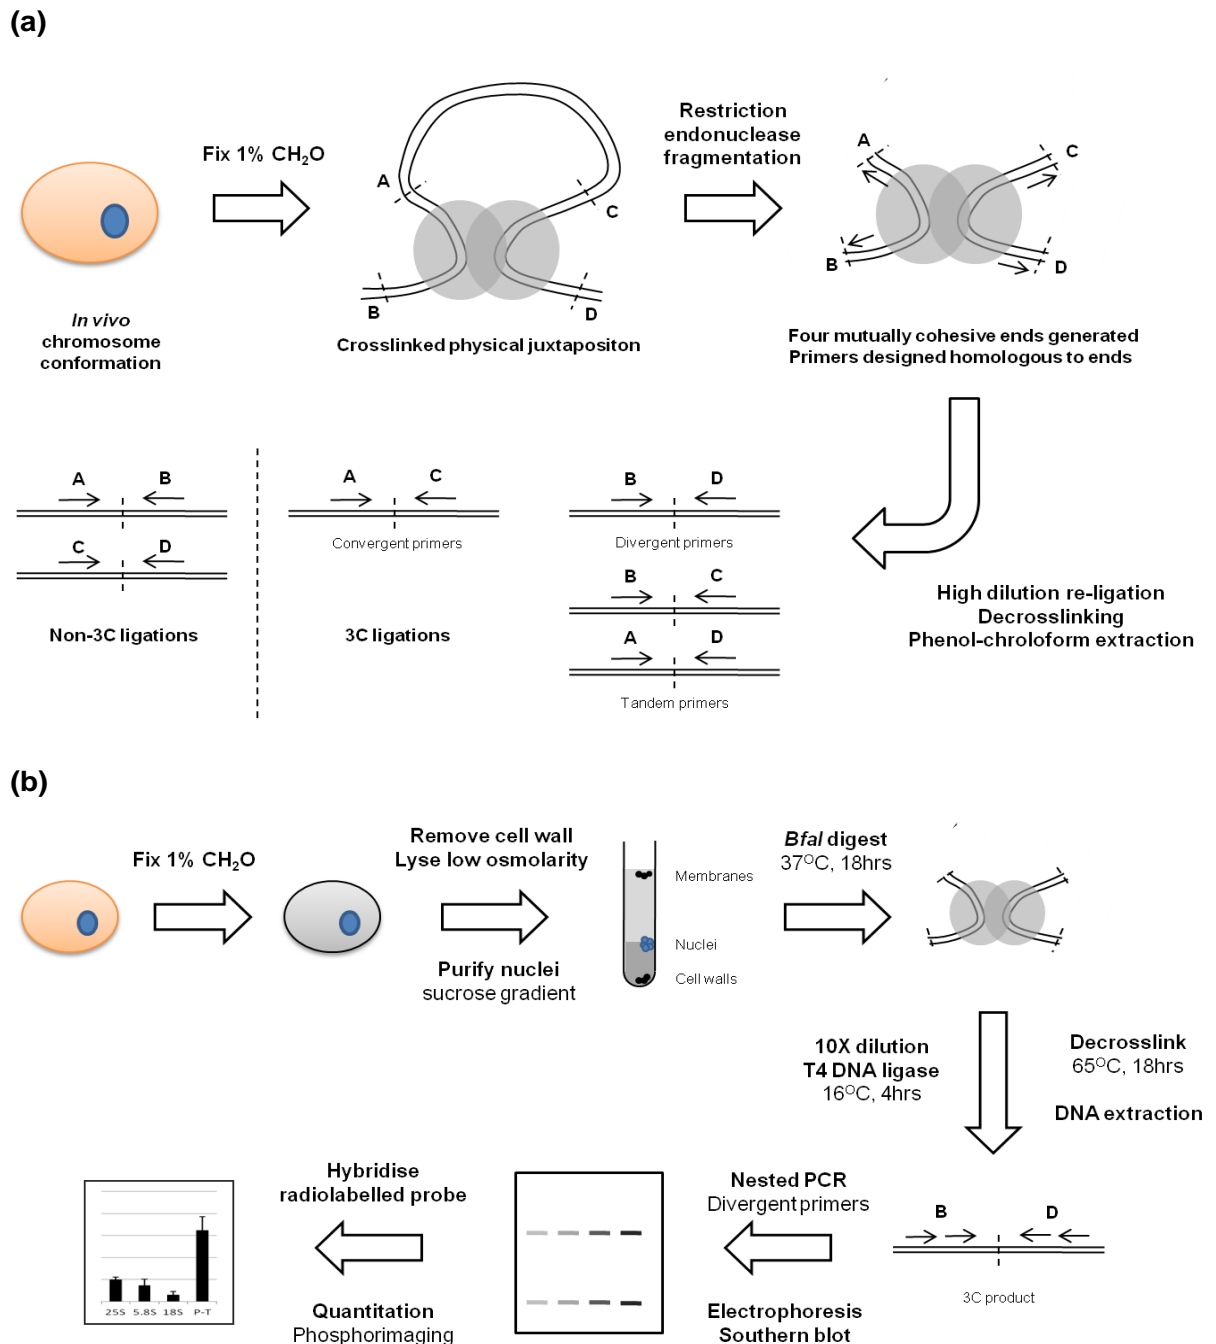 (a)
Fix 1% CH2O
Restriction
endonuclease
fragmentation
A
C
B
D
A
C
B
D
In vivo
chromosome
conformation
Crosslinked physical juxtapositon
Four mutually cohesive ends generated
Primers designed homologous to ends
A B
C D
Non-3C ligations
A C
Convergent primers
3C ligations
B D
Divergent primers
B C
A D
Tandem primers
High dilution re-ligation
Decrosslinking
Phenol-chroloform extraction
(b)
Fix 1% CH2O
Remove cell wall
Lyse low osmolarity
Purify nuclei
sucrose gradient
Membranes
Nuclei
Cell walls
BfaI digest
37OC, 18hrs
10X dilution
T4 DNA ligase
16OC, 4hrs
Decrosslink
65OC, 18hrs
DNA extraction
B D
3C product
Nested PCR
Divergent primers
Electrophoresis
Southern blot
Hybridise
radiolabelled probe
Quantitation
Phosphorimaging
25S 5.8S 18S P-T